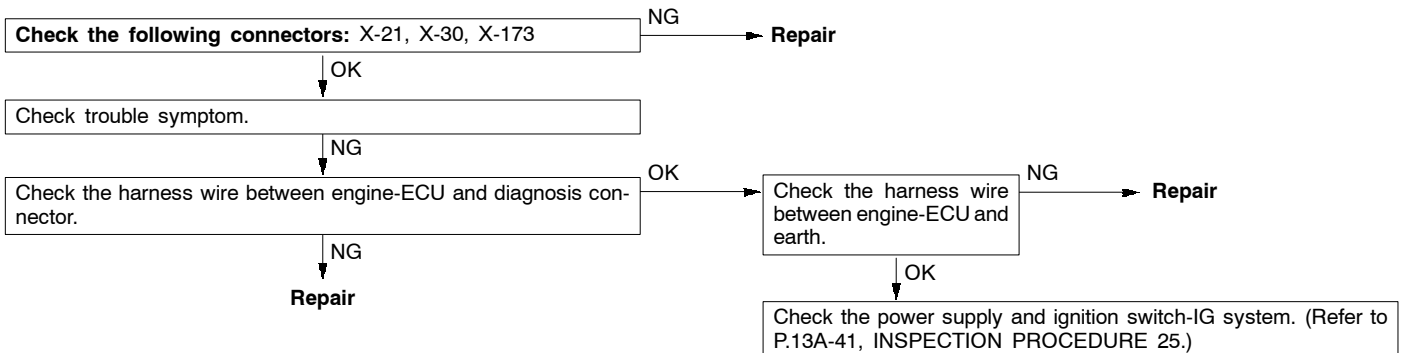 Check the following connectors: X-21, X-30, X-173
NG
Repair
OK
Check trouble symptom.
NG
Check the harness wire between engine-ECU and diagnosis con-
nector.
OK
Check the harness wire
between engine-ECU and
earth.
NG
Repair
NG
Repair
OK
Check the power supply and ignition switch-IG system. (Refer to
P.13A-41, INSPECTION PROCEDURE 25.)